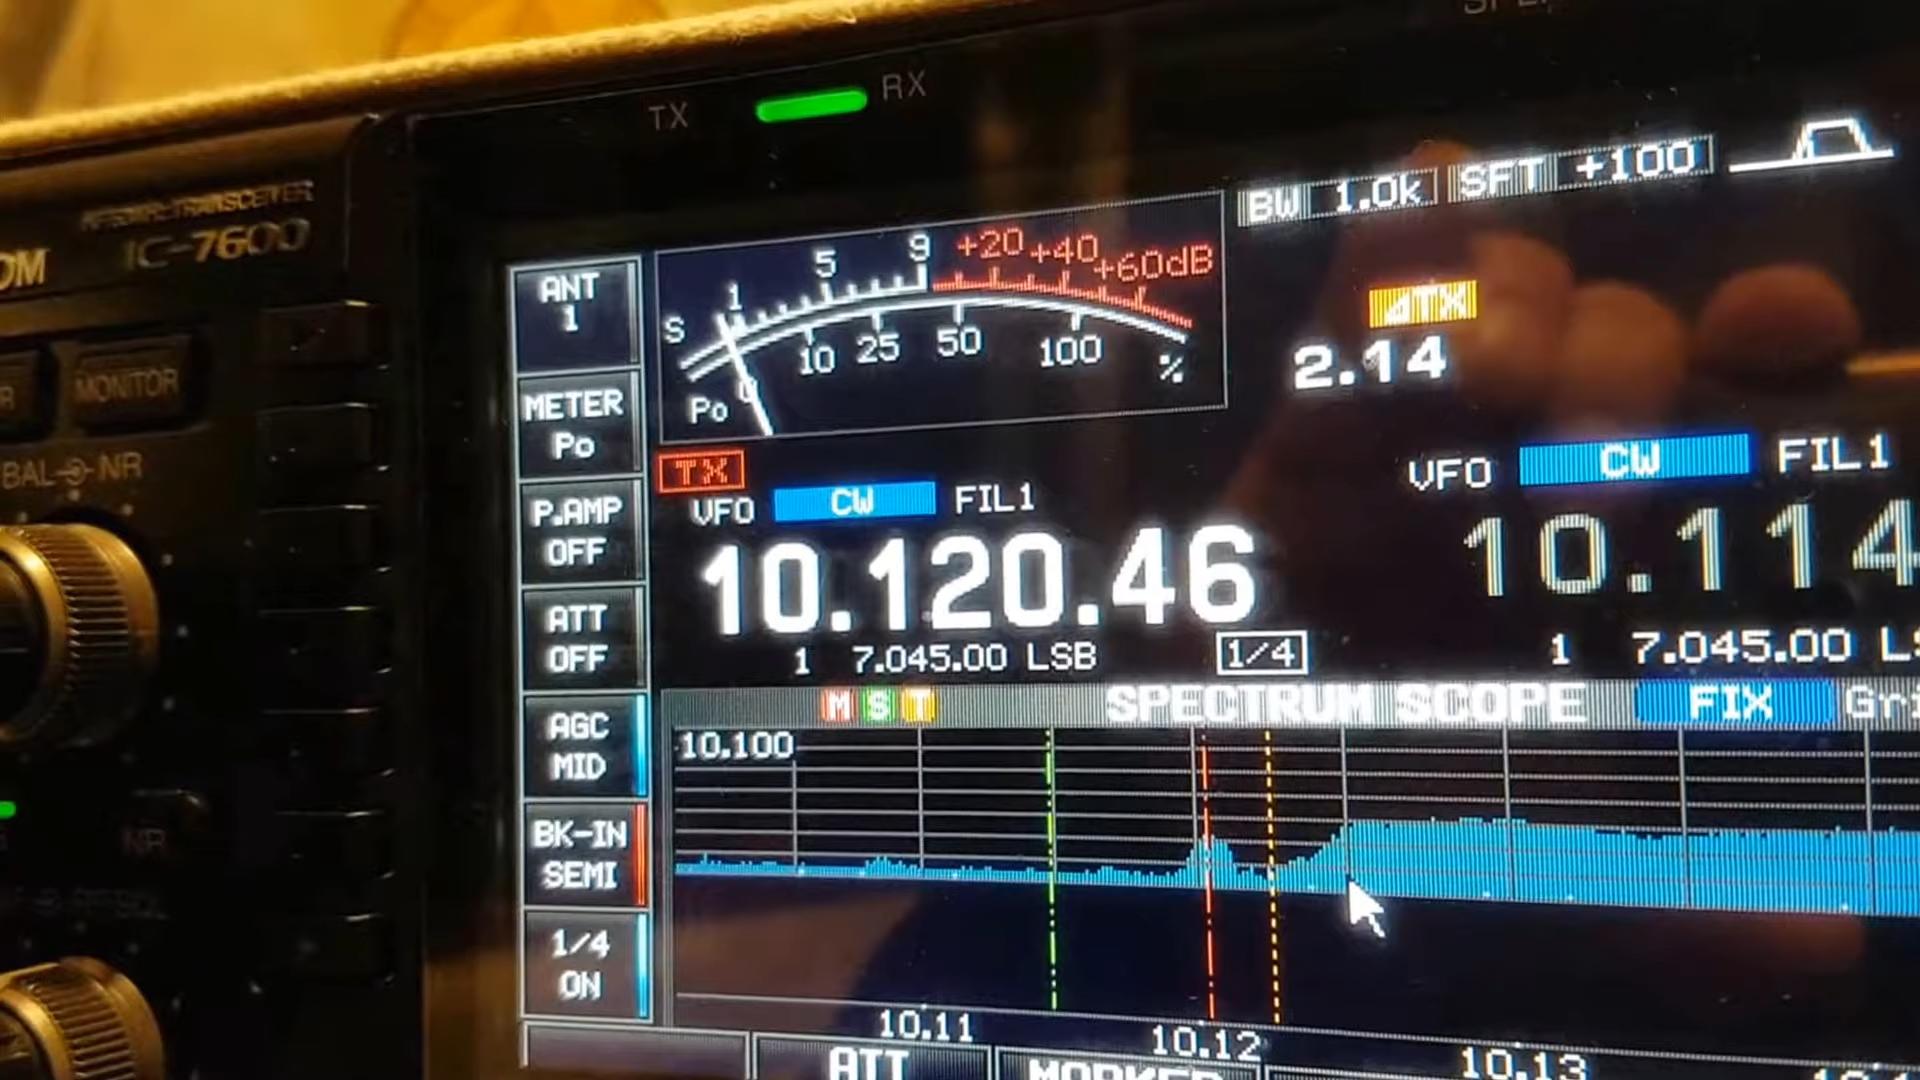 TX RX
IC-7600
BW 1.0k SFT +100
ANT
1
S 1 5 9 +20 +40 +60dB
0 10 25 50 100 %
Po
ΔTX
2.14
MONITOR
METER
Po
BAL NR
TX
VFO CW FIL1
VFO CW FIL1
P.AMP
OFF
10.120.46
10.114
ATT
OFF
1 7.045.00 LSB 1/4
1 7.045.00
M S T SPECTRUM SCOPE FIX
AGC
MID
10.100
BK-IN
SEMI
NR
1/4
ON
10.11 10.12 10.13
ATT MARKER